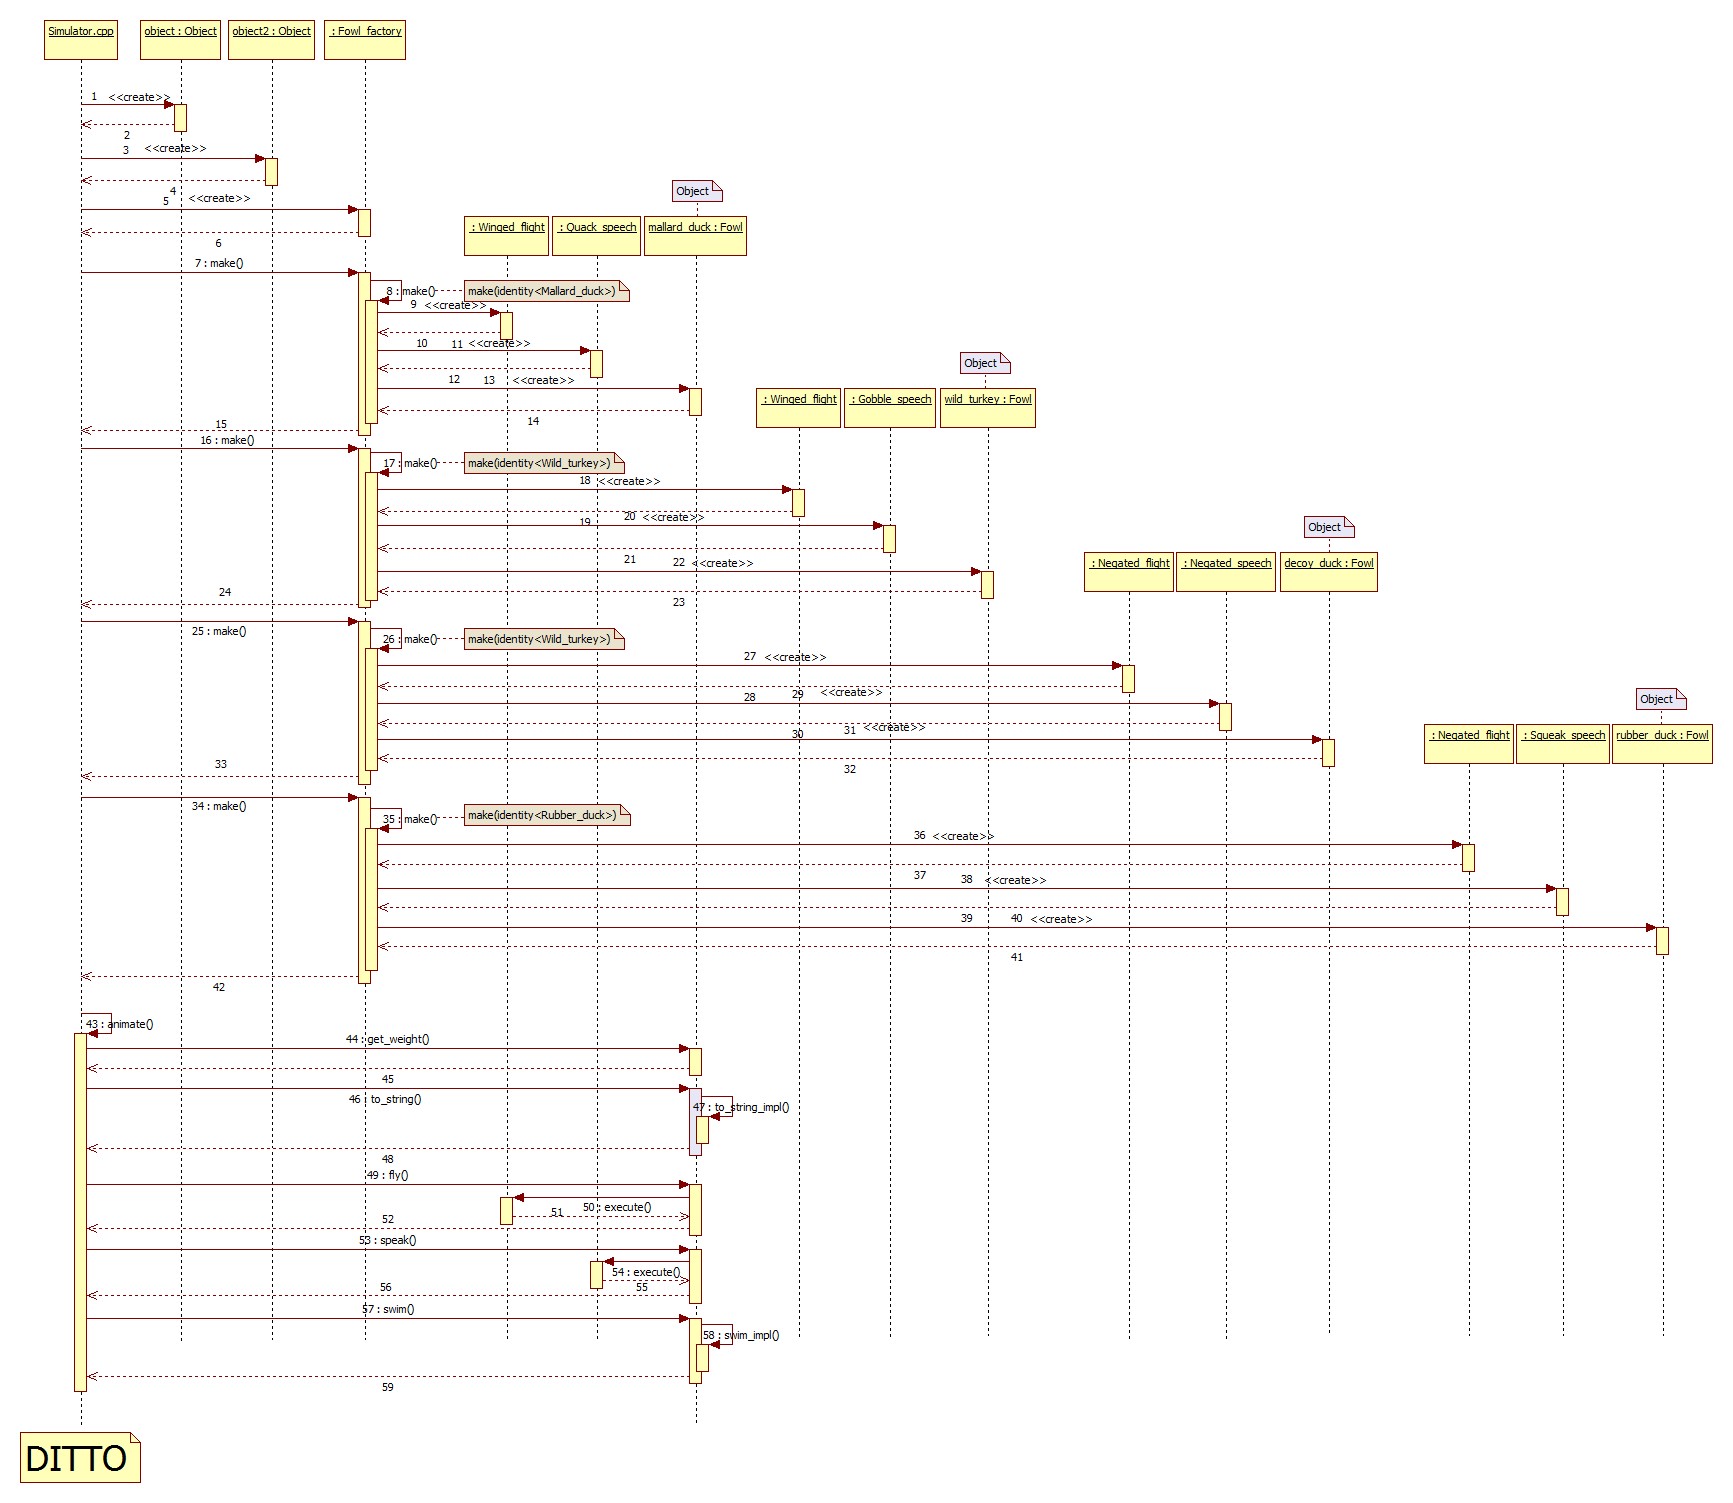 Simulator.cpp
object : Object
object2 : Object
: Fowl_factory
1 <<create>>
2
3 <<create>>
4
5 <<create>>
6
Object
: Winged_flight
: Quack_speech
mallard_duck : Fowl
7 : make()
8 : make()
make(identity<Mallard_duck>)
9 <<create>>
10
11 <<create>>
12
13 <<create>>
14
15
Object
: Winged_flight
: Gobble_speech
wild_turkey : Fowl
16 : make()
17 : make()
make(identity<Wild_turkey>)
18 <<create>>
19
20 <<create>>
21
22 <<create>>
23
24
Object
: Negated_flight
: Negated_speech
decoy_duck : Fowl
25 : make()
26 : make()
make(identity<Wild_turkey>)
27 <<create>>
28
29 <<create>>
30
31 <<create>>
32
33
Object
: Negated_flight
: Squeak_speech
rubber_duck : Fowl
34 : make()
35 : make()
make(identity<Rubber_duck>)
36 <<create>>
37
38 <<create>>
39
40 <<create>>
41
42
43 : animate()
44 : get_weight()
45
46 : to_string()
47 : to_string_impl()
48
49 : fly()
50 : execute()
51
52
53 : speak()
54 : execute()
55
56
57 : swim()
58 : swim_impl()
59
DITTO